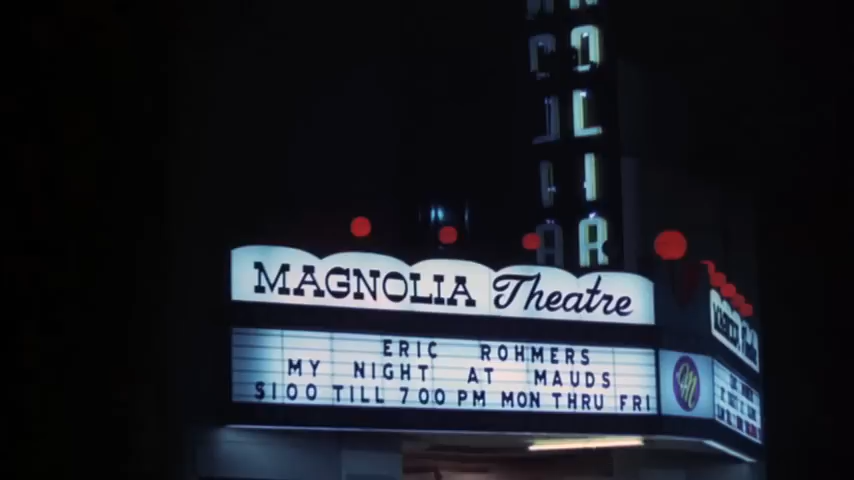 MAGNOLIA Theatre
ERIC ROHMERS
MY NIGHT AT MAUDS
$100 TILL 700 PM MON THRU FRI
M